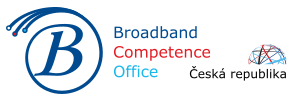 B
Broadband
Competence
Office
Česká republika